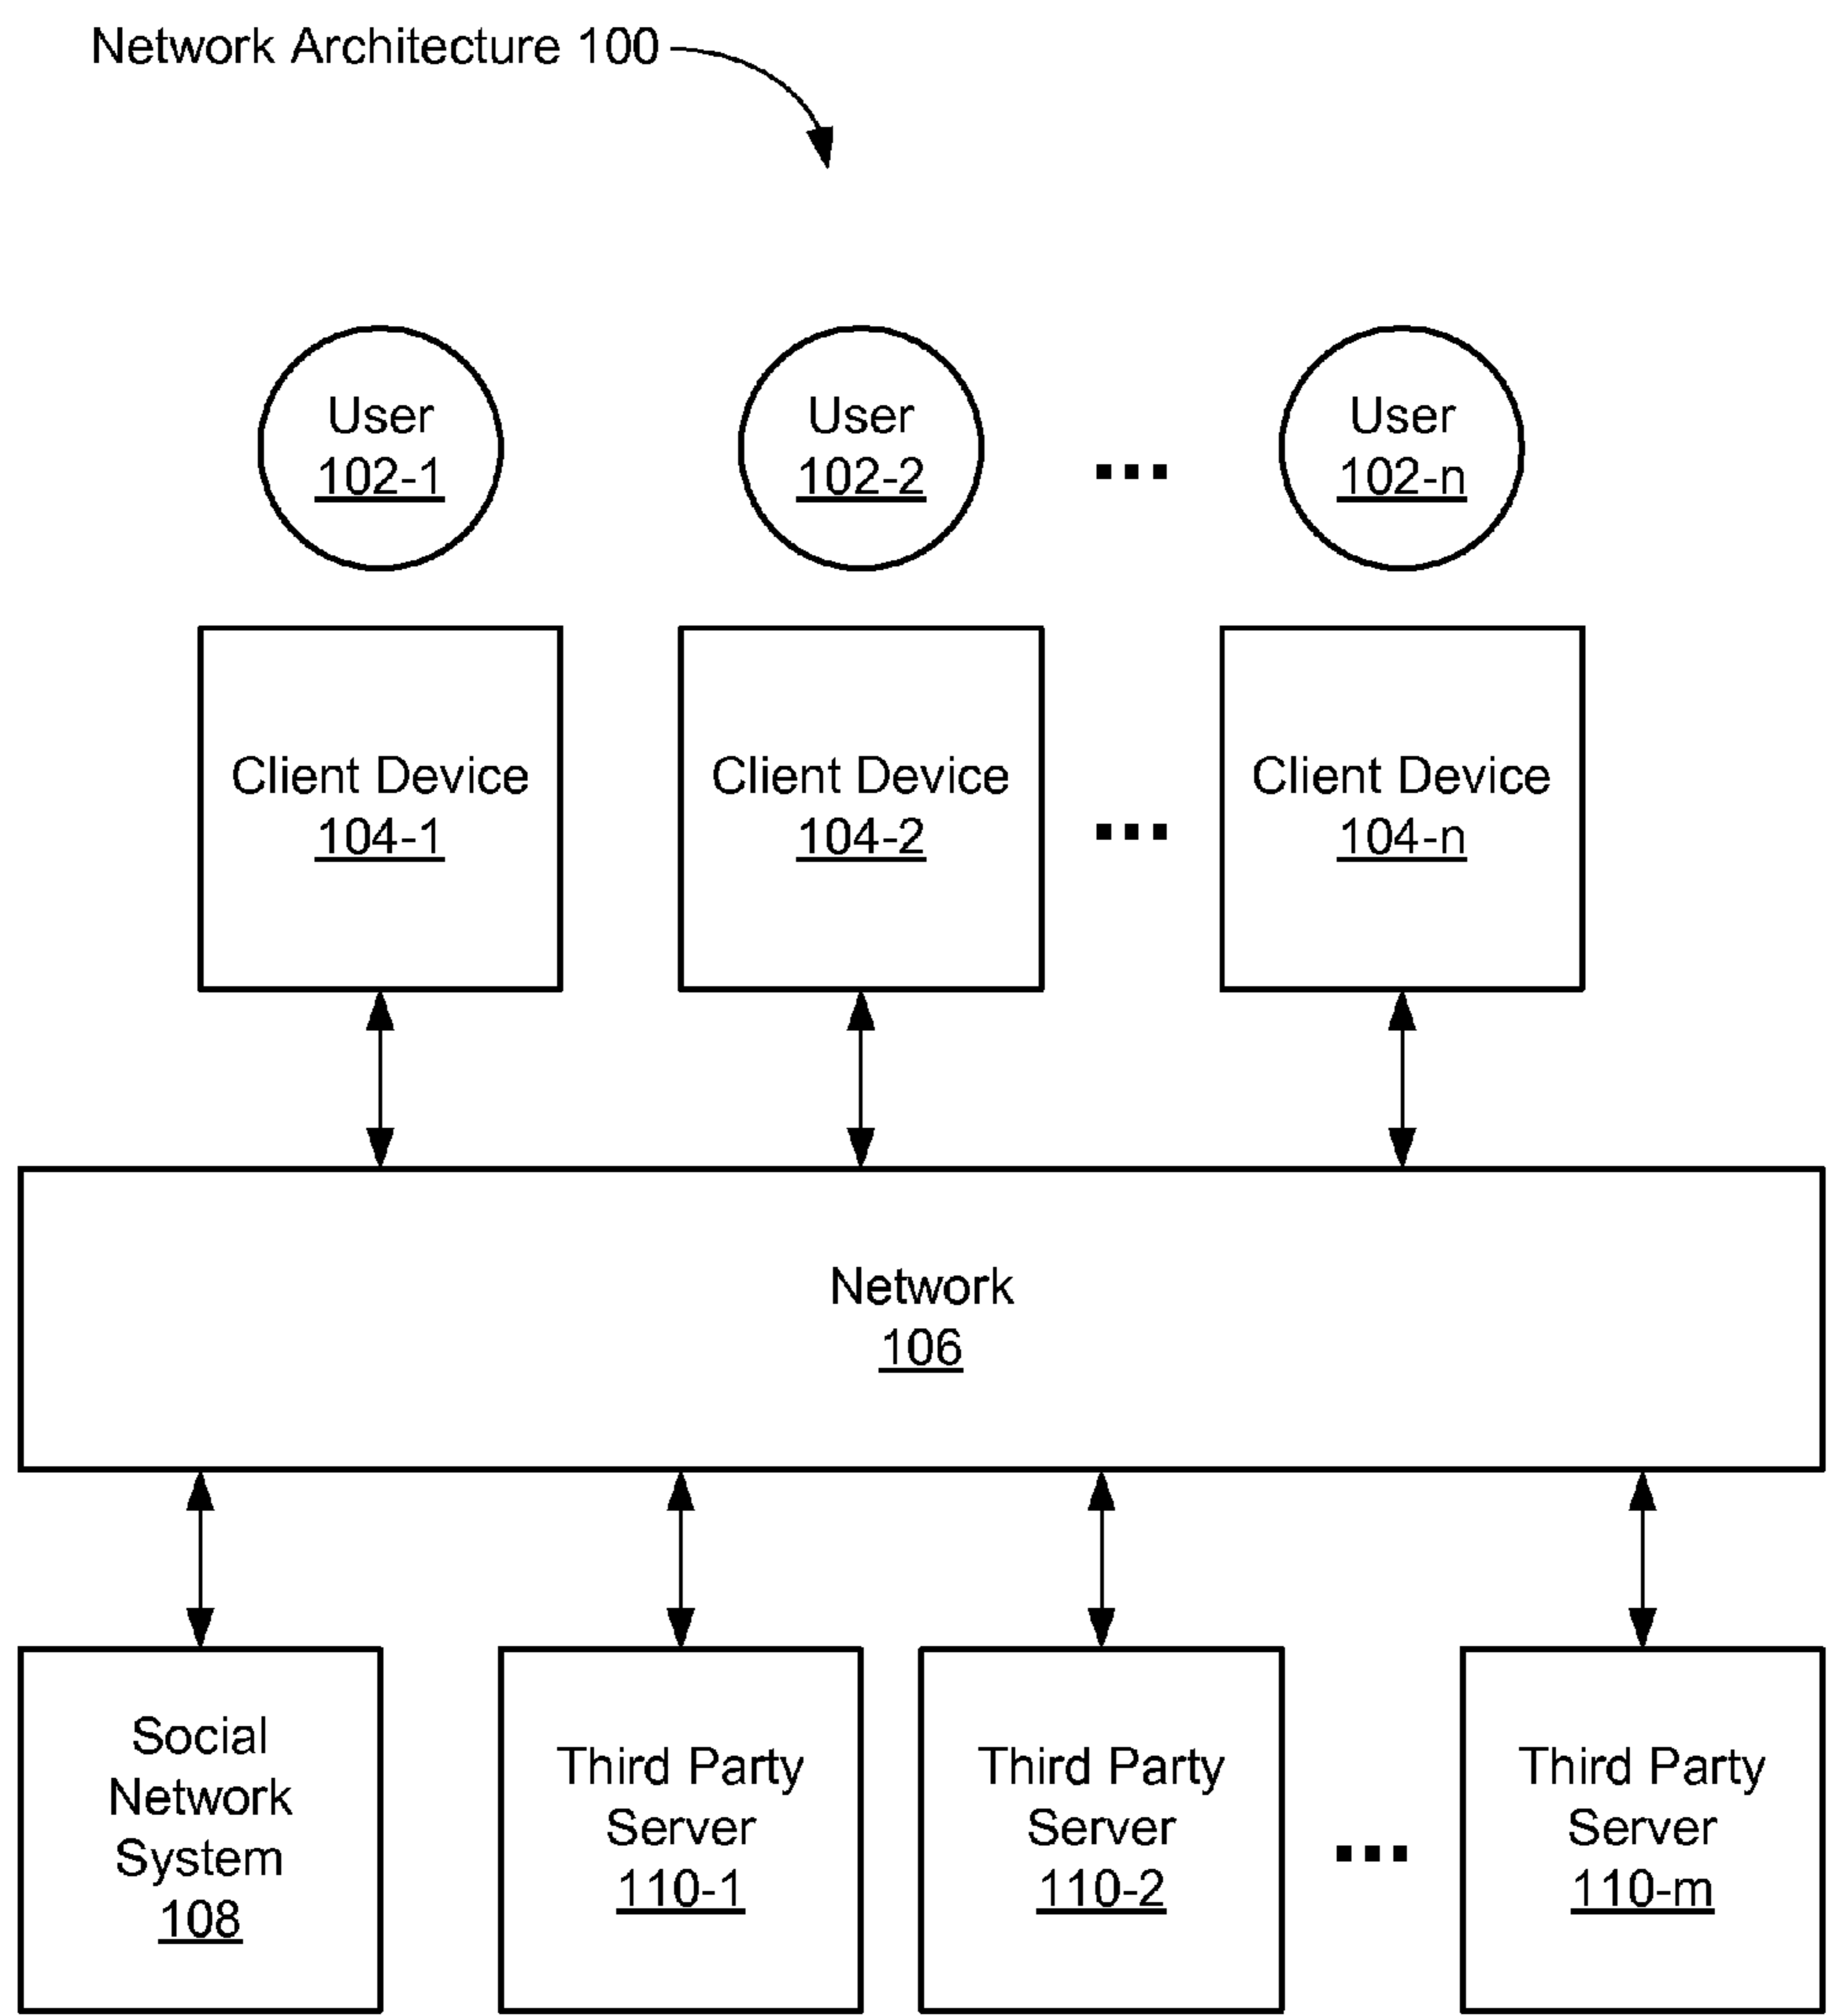 Network Architecture 100
User
102-1
User
102-2
...
User
102-n
Client Device
104-1
Client Device
104-2
...
Client Device
104-n
Network
106
Social
Network
System
108
Third Party
Server
110-1
Third Party
Server
110-2
...
Third Party
Server
110-m